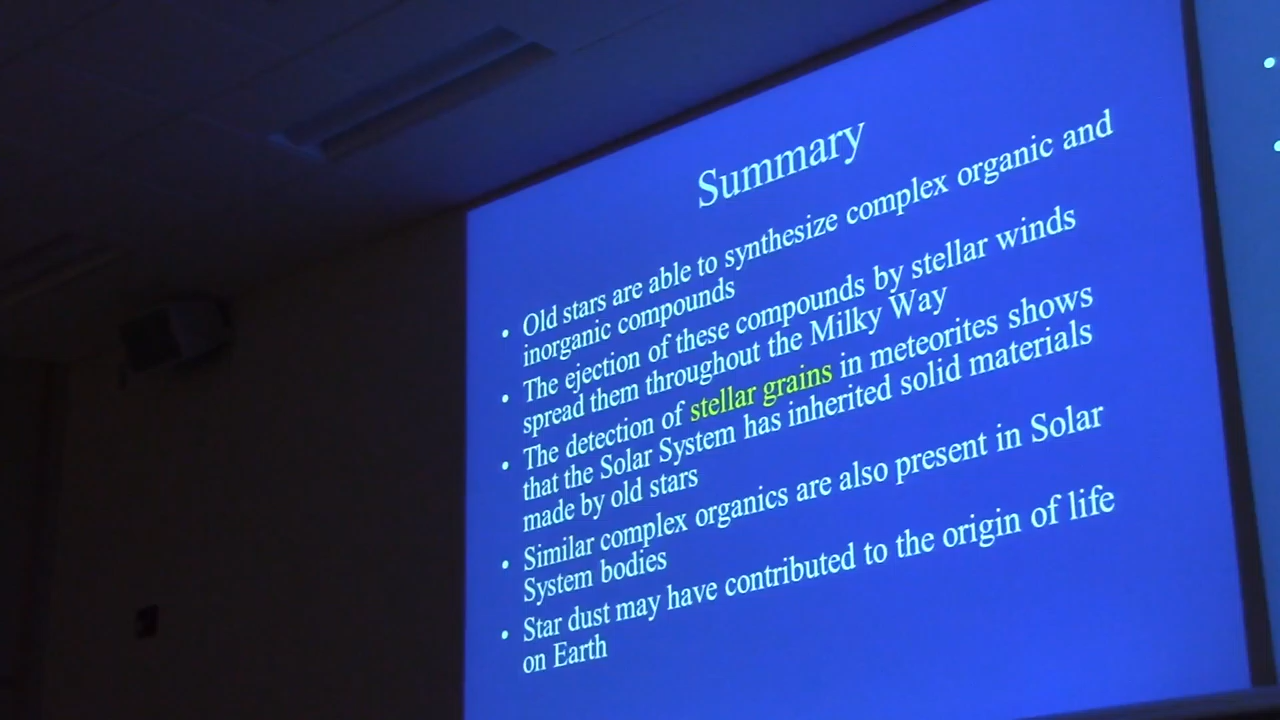 Summary
• Old stars are able to synthesize complex organic and
inorganic compounds
• The ejection of these compounds by stellar winds
spread them throughout the Milky Way
• The detection of stellar grains in meteorites shows
that the Solar System has inherited solid materials
made by old stars
• Similar complex organics are also present in Solar
System bodies
• Star dust may have contributed to the origin of life
on Earth